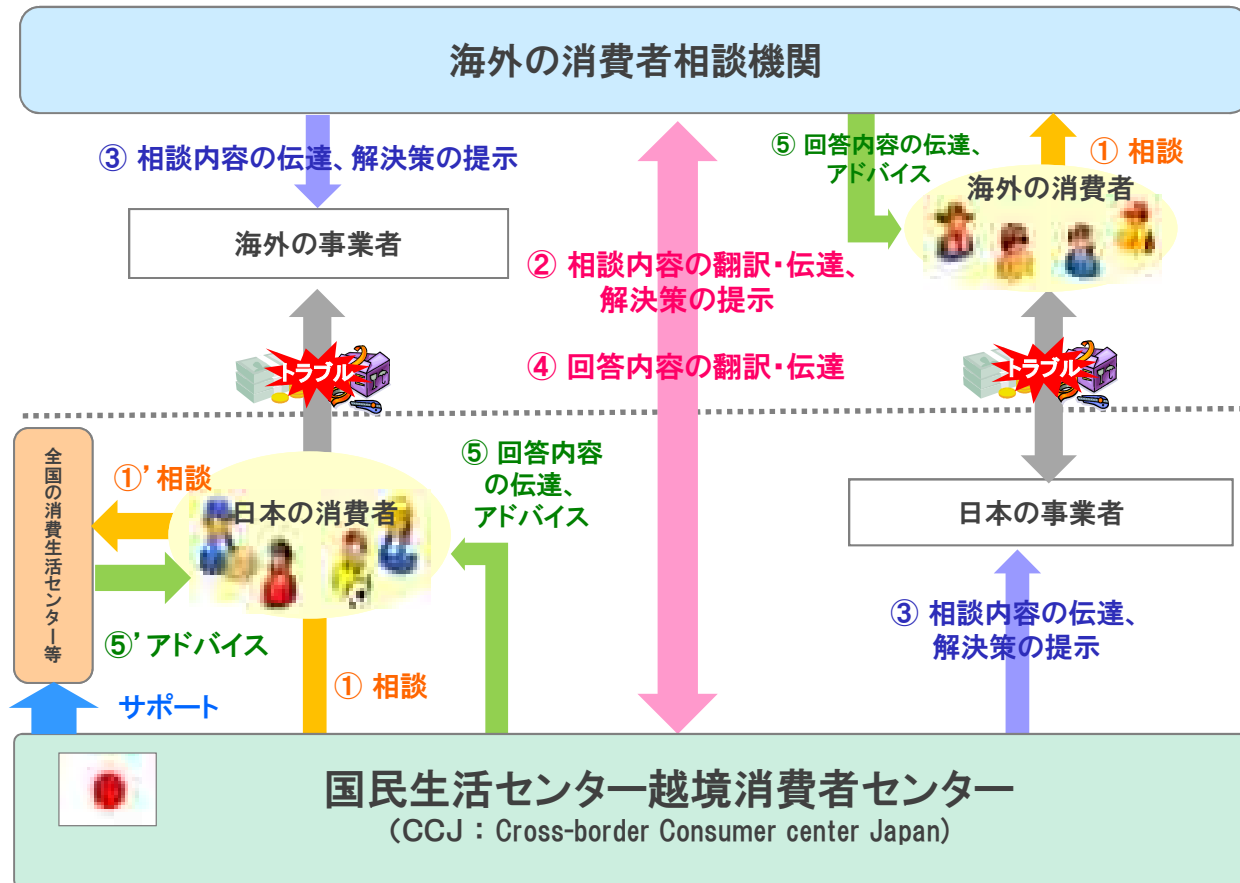 海外の消費者相談機関
③ 相談内容の伝達、解決策の提示
⑤ 回答内容の伝達、
アドバイス
① 相談
海外の消費者
海外の事業者
② 相談内容の翻訳・伝達、
解決策の提示
④ 回答内容の翻訳・伝達
トラブル
トラブル
全国の消費生活センター等
①’ 相談
日本の消費者
⑤ 回答内容
の伝達、
アドバイス
日本の事業者
⑤’ アドバイス
③ 相談内容の伝達、
解決策の提示
① 相談
サポート
国民生活センター越境消費者センター
(CCJ : Cross-border Consumer center Japan)